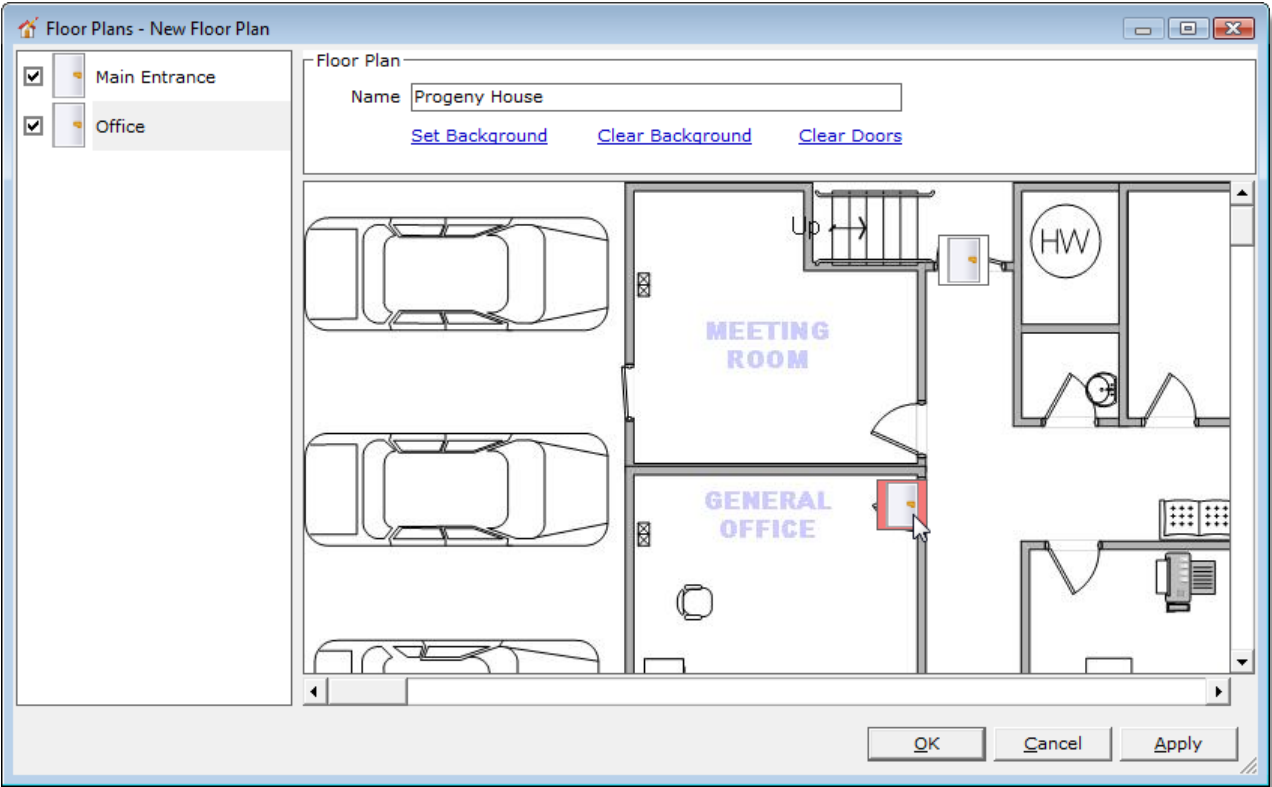 Floor Plans - New Floor Plan
Main Entrance
Office
Floor Plan
Name Progeny House
Set Background Clear Background Clear Doors
Up
HW
MEETING
ROOM
GENERAL
OFFICE
OK Cancel Apply